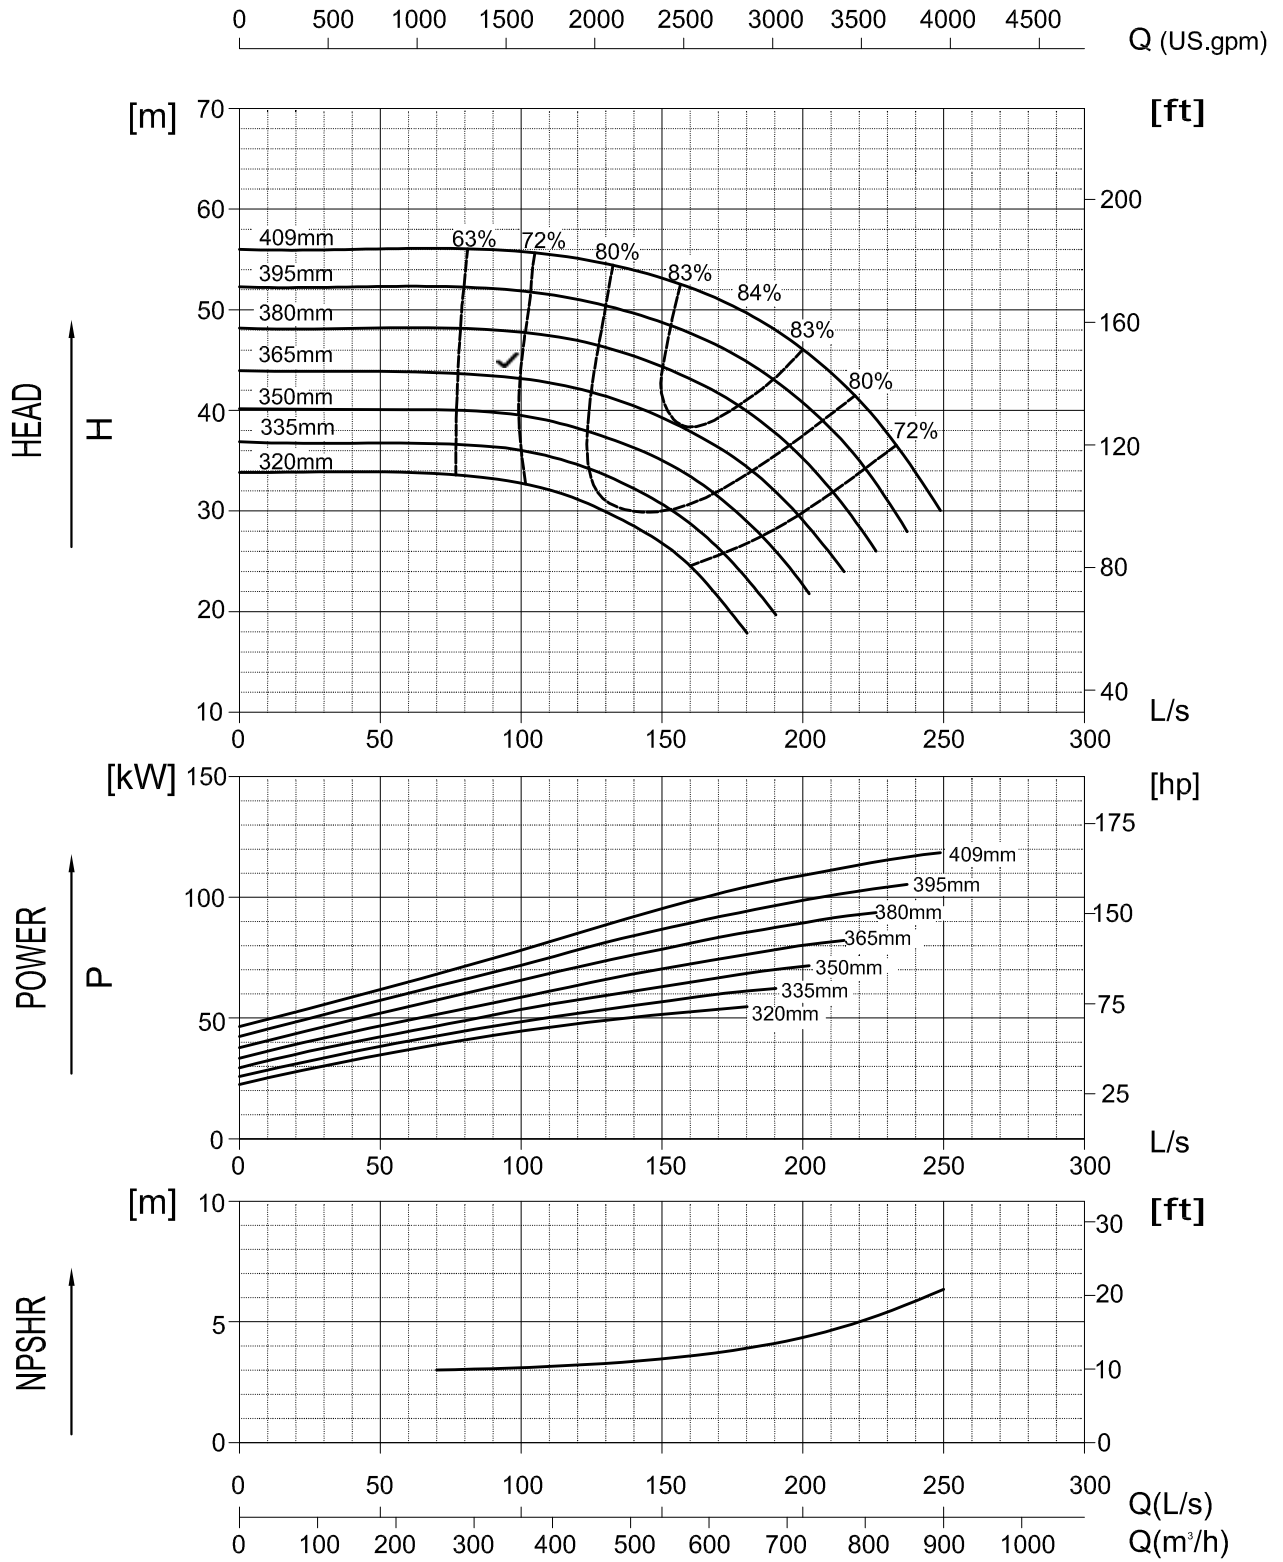 0 500 1000 1500 2000 2500 3000 3500 4000 4500
Q (US.gpm)
[m] 70 [ft]
60 200
409mm 63% 72% 80% 83% 84% 83% 80% 72%
395mm
50 160
380mm
365mm
350mm
40 120
335mm
320mm
30
80
20
40
10 L/s
HEAD
H
0 50 100 150 200 250 300
[kW] 150 [hp]
175
409mm
395mm
100 150
380mm
365mm
350mm
335mm 75
320mm
50
25
0 L/s
POWER
P
0 50 100 150 200 250 300
[m] 10 [ft]
30
20
5
10
0 0
NPSHR
0 50 100 150 200 250 300
Q(L/s)
0 100 200 300 400 500 600 700 800 900 1000 Q(m³/h)